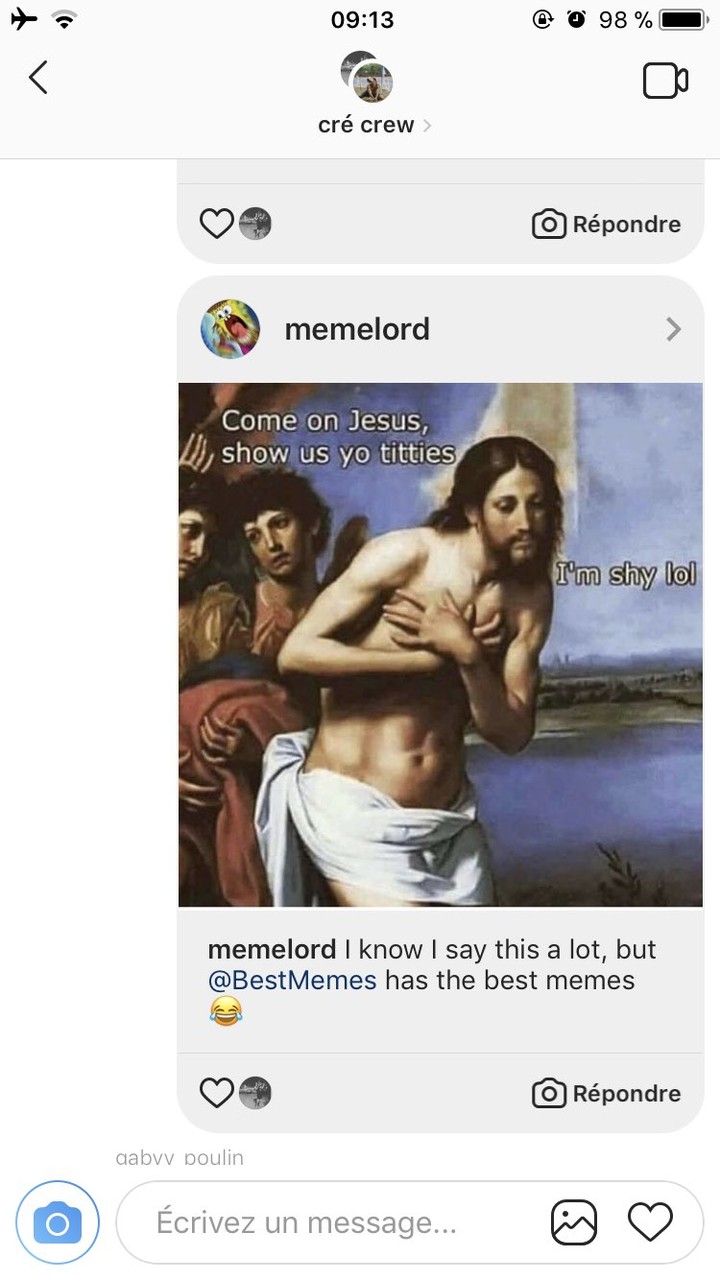 09:13
98 %
cré crew
Répondre
memelord
Come on Jesus,
show us yo titties
I'm shy lol
memelord I know I say this a lot, but
@BestMemes has the best memes
😂
Répondre
gabyy_poulin
Écrivez un message...